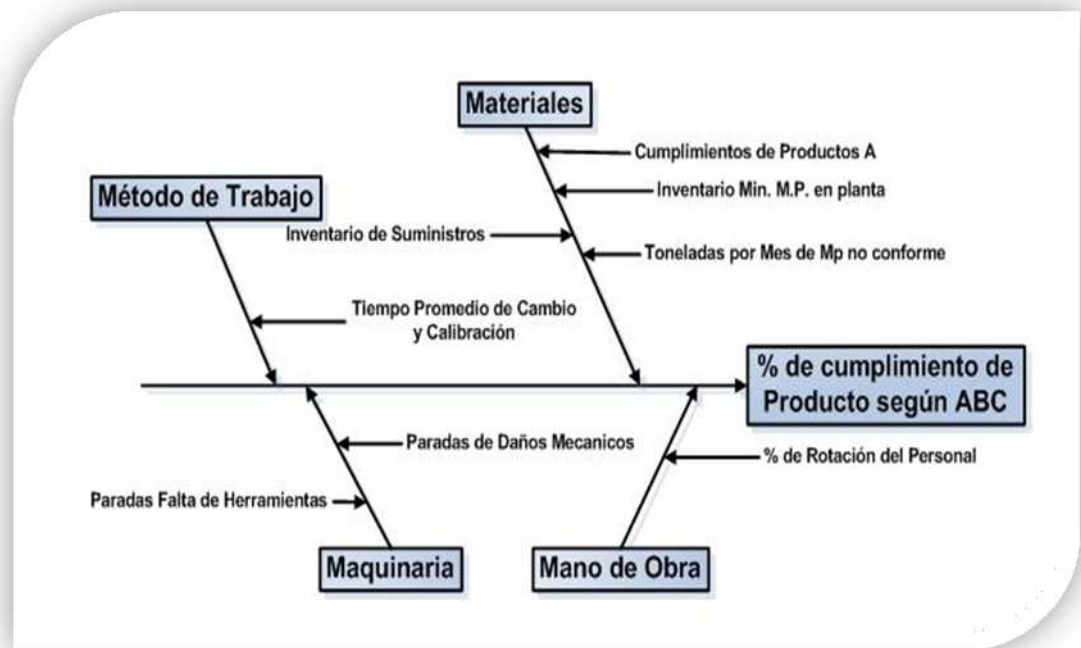 Materiales
Cumplimientos de Productos A
Método de Trabajo
Inventario Min. M.P. en planta
Inventario de Suministros
Toneladas por Mes de Mp no conforme
Tiempo Promedio de Cambio
y Calibración
% de cumplimiento de
Producto según ABC
Paradas de Daños Mecanicos
% de Rotación del Personal
Paradas Falta de Herramientas
Maquinaria
Mano de Obra